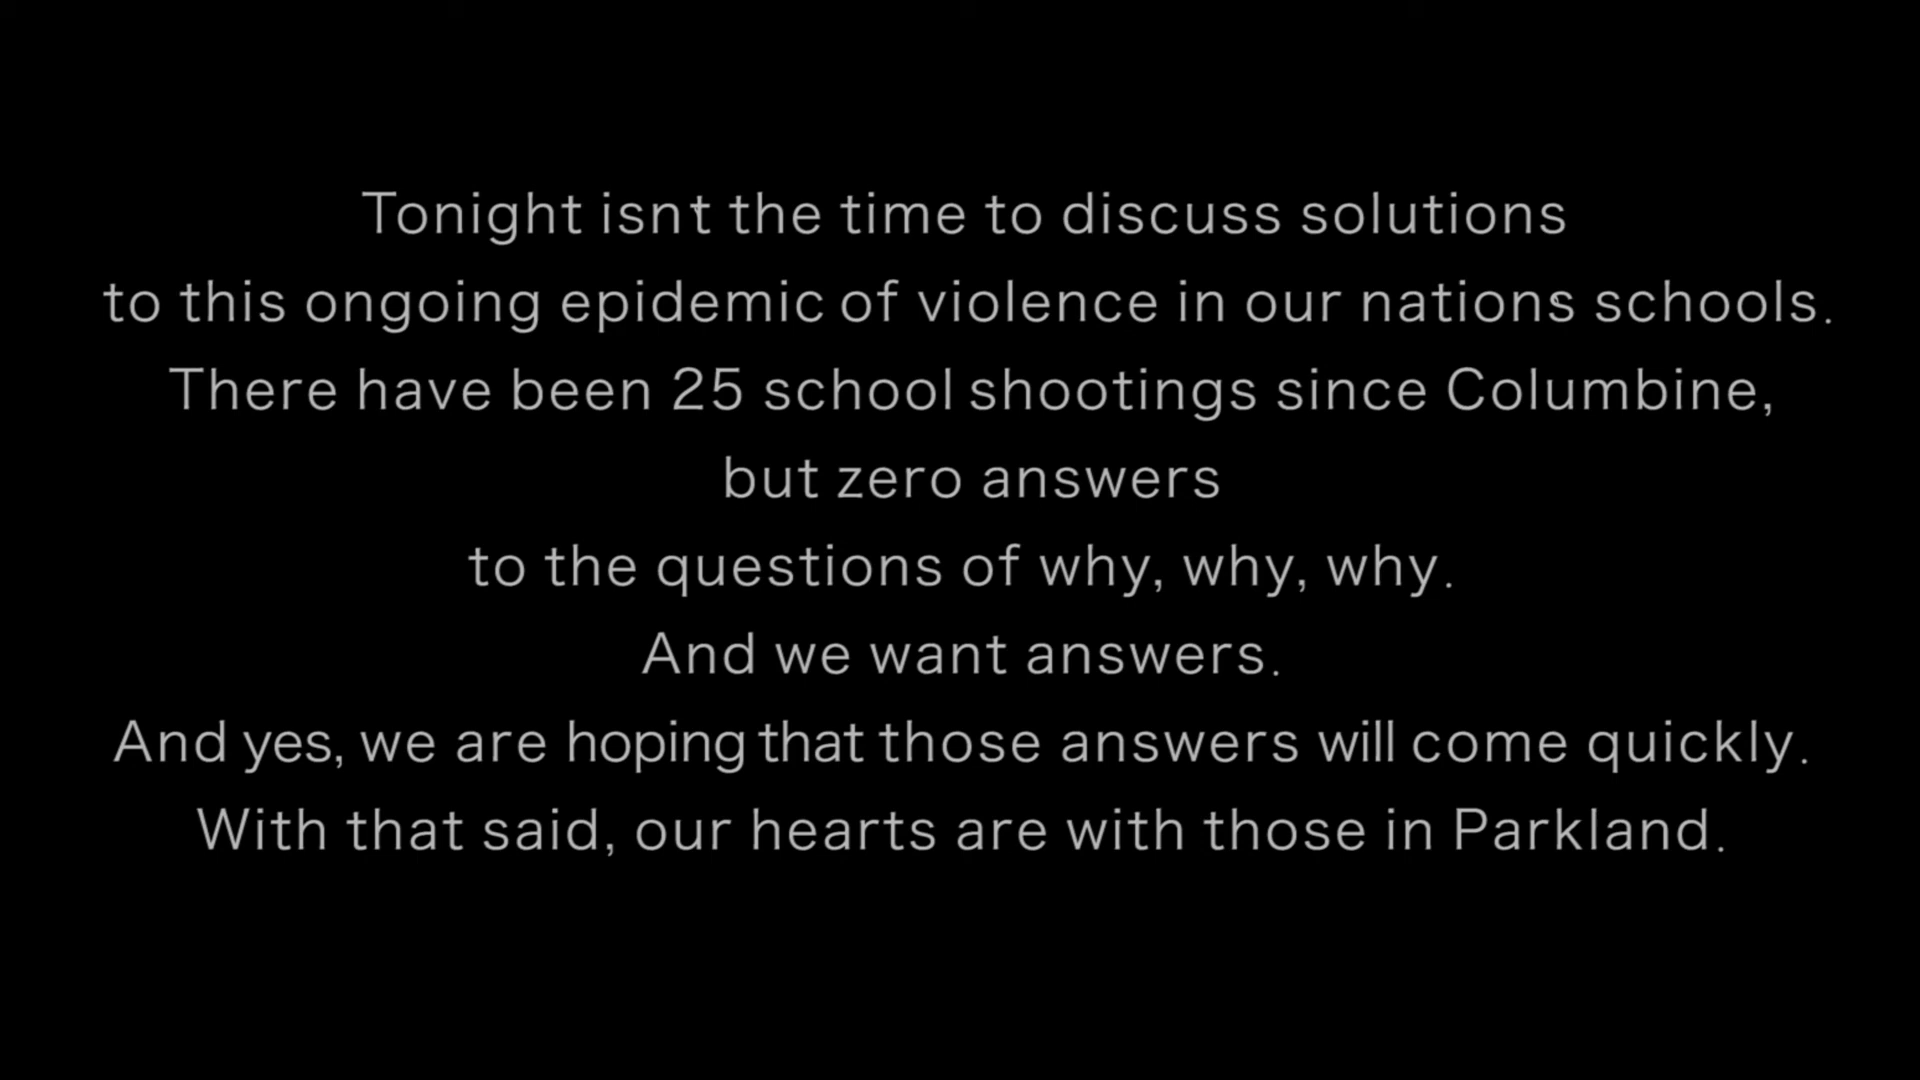 Tonight isn't the time to discuss solutions
to this ongoing epidemic of violence in our nation's schools.
There have been 25 school shootings since Columbine,
but zero answers
to the questions of why, why, why.
And we want answers.
And yes, we are hoping that those answers will come quickly.
With that said, our hearts are with those in Parkland.